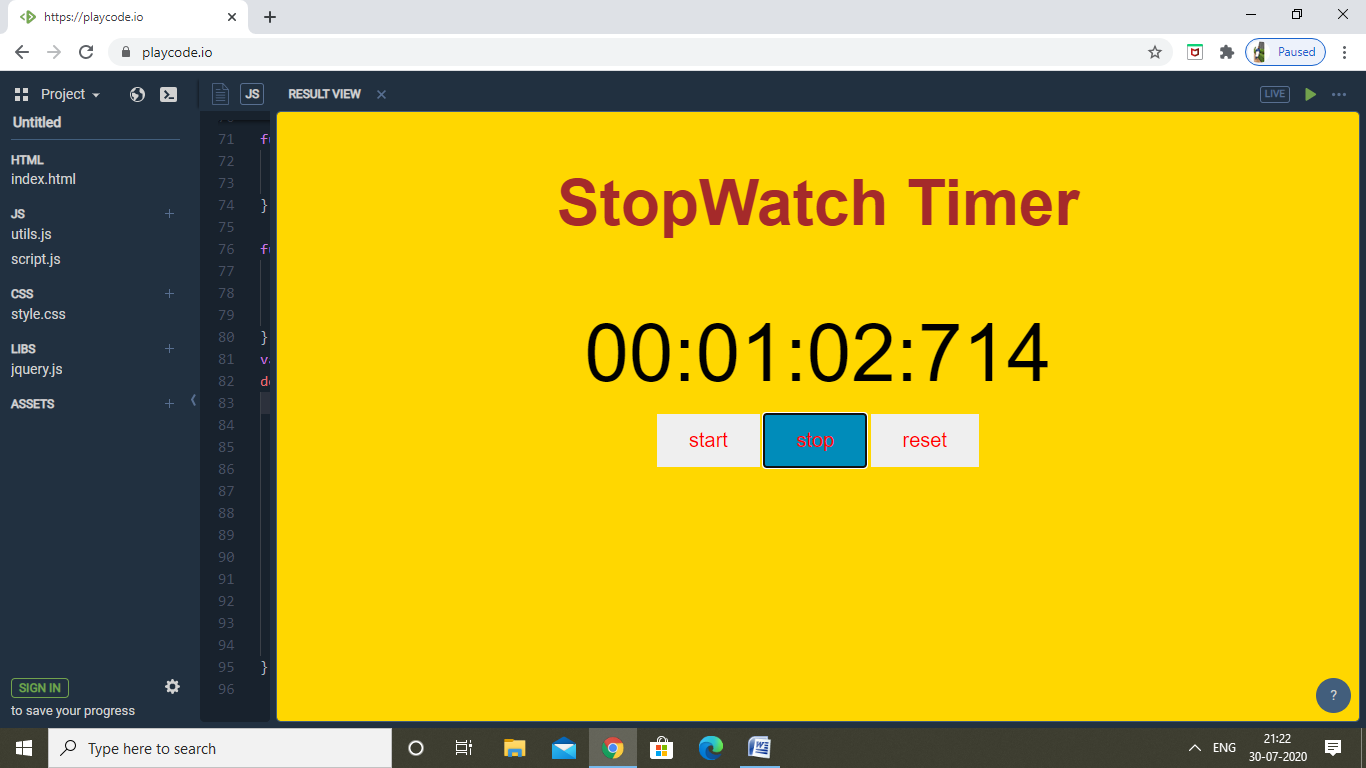 https://playcode.io
playcode.io
Paused
Project
JS
RESULT VIEW
LIVE
Untitled
HTML
index.html
JS
utils.js
script.js
CSS
style.css
LIBS
jquery.js
ASSETS
71 fu
72
73
74 }
75
76 fu
77
78
79
80 }
81 va
82 do
83
84
85
86
87
88
89
90
91
92
93
94
95 }
96
StopWatch Timer
00:01:02:714
start stop reset
SIGN IN
to save your progress
?
Type here to search
ENG
21:22
30-07-2020